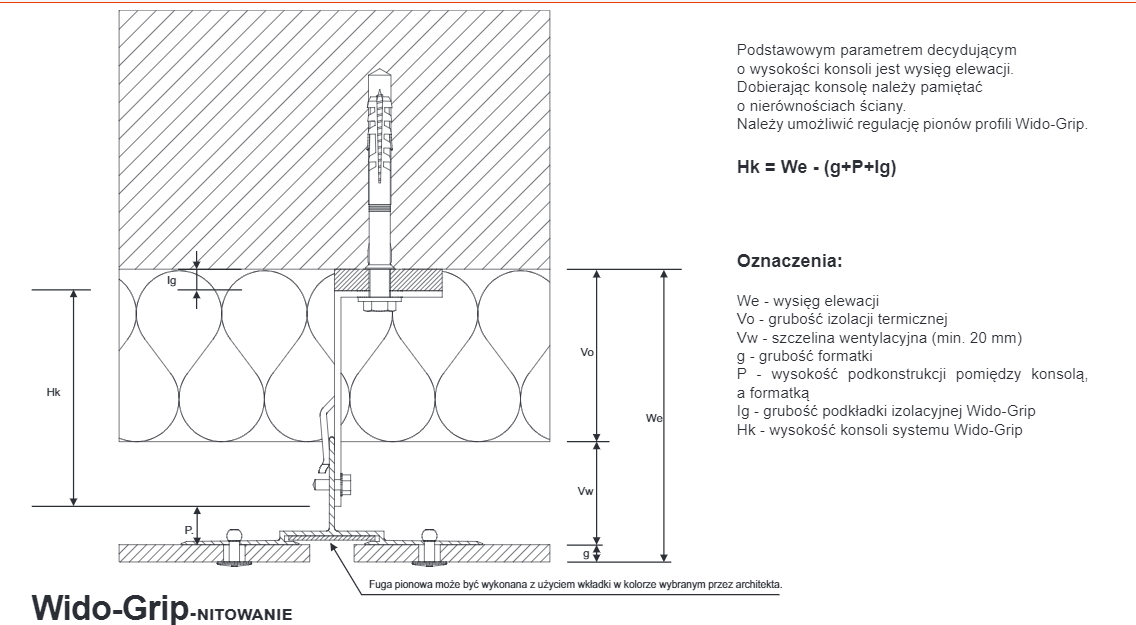 Podstawowym parametrem decydującym
o wysokości konsoli jest wysięg elewacji.
Dobierając konsolę należy pamiętać
o nierównościach ściany.
Należy umożliwić regulację pionów profili Wido-Grip.
Hk = We - (g+P+Ig)
Oznaczenia:
We - wysięg elewacji
Vo - grubość izolacji termicznej
Vw - szczelina wentylacyjna (min. 20 mm)
g - grubość formatki
P - wysokość podkonstrukcji pomiędzy konsolą,
a formatką
Ig - grubość podkładki izolacyjnej Wido-Grip
Hk - wysokość konsoli systemu Wido-Grip
Ig
Hk
Vo
We
Vw
P.
g
Fuga pionowa może być wykonana z użyciem wkładki w kolorze wybranym przez architekta.
Wido-Grip-NITOWANIE